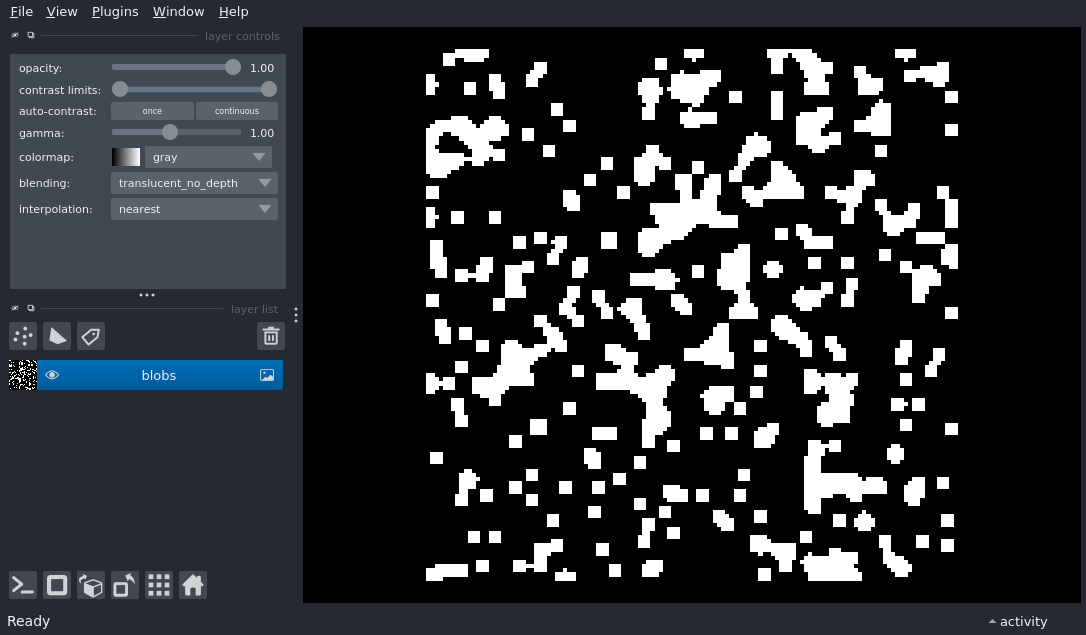 File View Plugins Window Help
layer controls
opacity: 1.00
contrast limits:
auto-contrast: once continuous
gamma: 1.00
colormap: gray
blending: translucent_no_depth
interpolation: nearest
layer list
blobs
Ready
activity